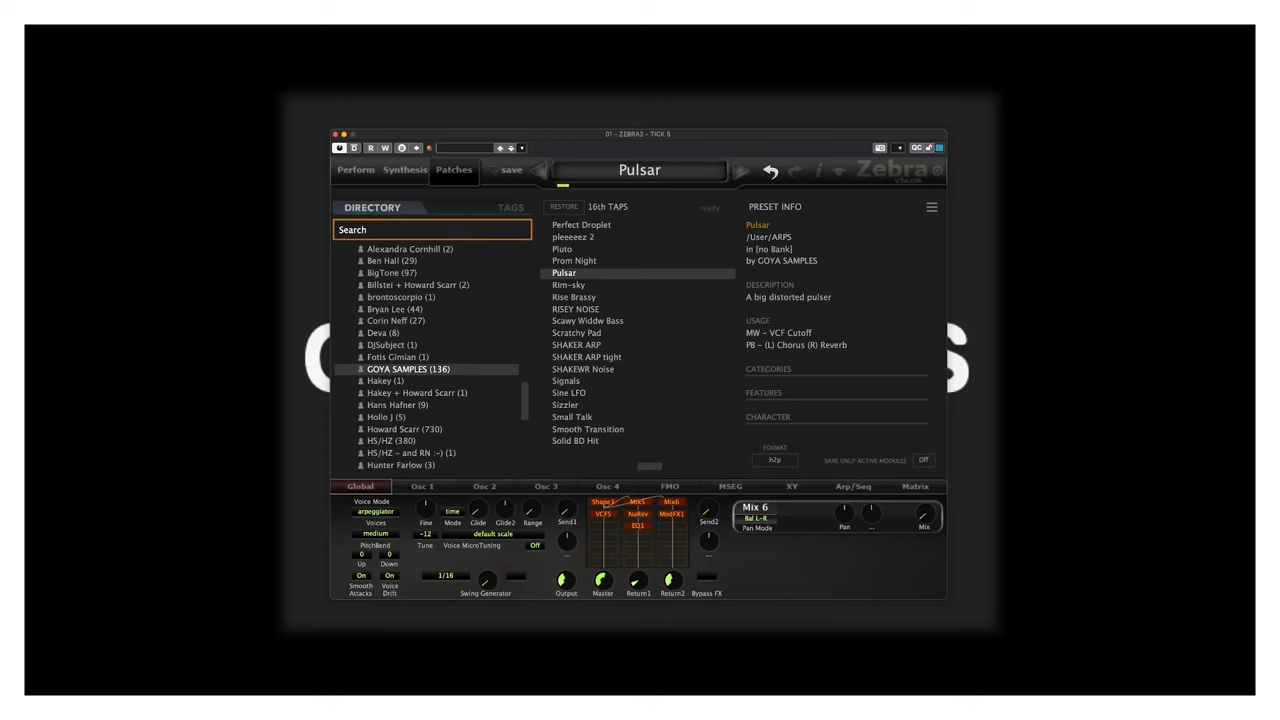 01 - ZEBRA2 - TICK 5
R W
QC
Perform Synthesis Patches save Pulsar Zebra
DIRECTORY TAGS
Search
Alexandra Cornhill (2)
Ben Hall (29)
BigTone (97)
Billstei + Howard Scarr (2)
brontoscorpio (1)
Bryan Lee (44)
Corin Neff (27)
Deva (8)
DJSubject (1)
Fotis Gimian (1)
GOYA SAMPLES (136)
Hakey (1)
Hakey + Howard Scarr (1)
Hans Hafner (9)
Hollo J (5)
Howard Scarr (730)
HS/HZ (380)
HS/HZ - and RN :-) (1)
Hunter Farlow (3)
RESTORE 16th TAPS ready
Perfect Droplet
pleeeeez 2
Pluto
Prom Night
Pulsar
Rim-sky
Rise Brassy
RISEY NOISE
Scawy Widdw Bass
Scratchy Pad
SHAKER ARP
SHAKER ARP tight
SHAKEWR Noise
Signals
Sine LFO
Sizzler
Small Talk
Smooth Transition
Solid BD Hit
PRESET INFO
Pulsar
/User/ARPS
in [no Bank]
by GOYA SAMPLES
DESCRIPTION
A big distorted pulser
USAGE
MW - VCF Cutoff
PB - (L) Chorus (R) Reverb
CATEGORIES
FEATURES
CHARACTER
FORMAT
h2p SAVE ONLY ACTIVE MODULES Off
Global Osc 1 Osc 2 Osc 3 Osc 4 FMO MSEG XY Arp/Seq Matrix
Voice Mode
arpeggiator
Voices
medium
PitchBend
0 0
Up Down
On On
Smooth Attacks Voice Drift
Fine Mode Glide Glide2 Range
time
-12 default scale
Tune Voice MicroTuning Off
1/16
Swing Generator
Send1
...
Output
Shape3 Mix5 Mix6
VCF5 NuRev ModFX1
EQ1
Master Return1 Return2
Send2
...
Bypass FX
Mix 6
Bal L-R
Pan Mode
Pan ... Mix